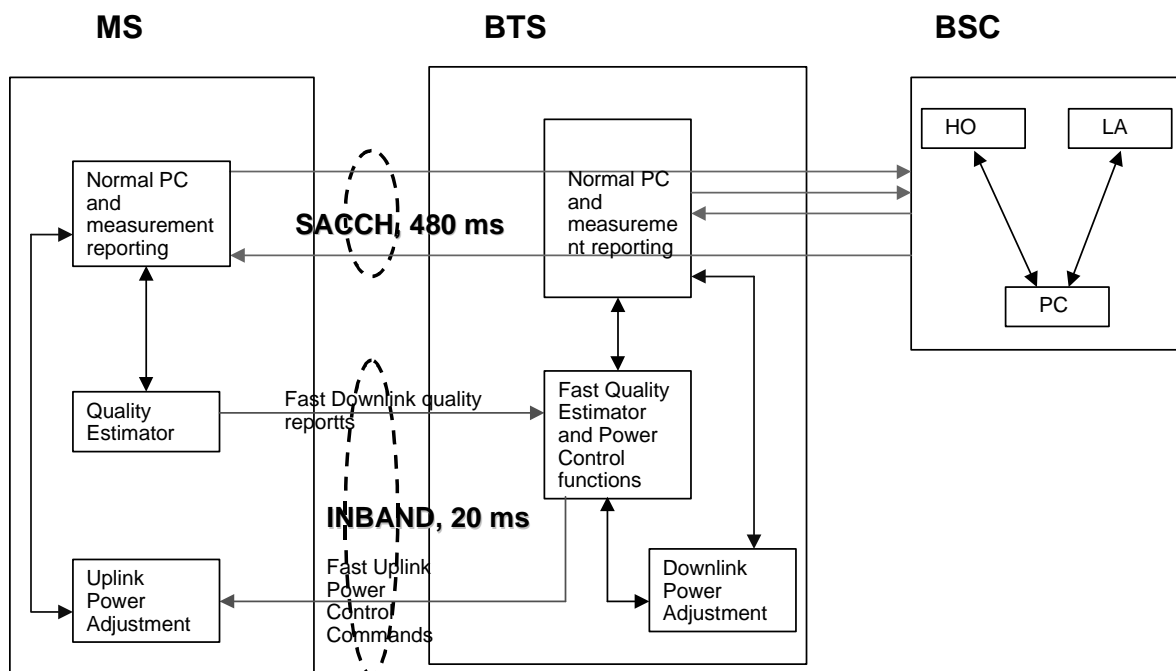 MS
BTS
BSC
HO
LA
PC
Normal PC
and
measurement
reporting
SACCH, 480 ms
Normal PC
and
measureme
nt reporting
Quality
Estimator
Fast Downlink quality
reportts
Fast Quality
Estimator
and Power
Control
functions
INBAND, 20 ms
Uplink
Power
Adjustment
Fast Uplink
Power
Control
Commands
Downlink
Power
Adjustment